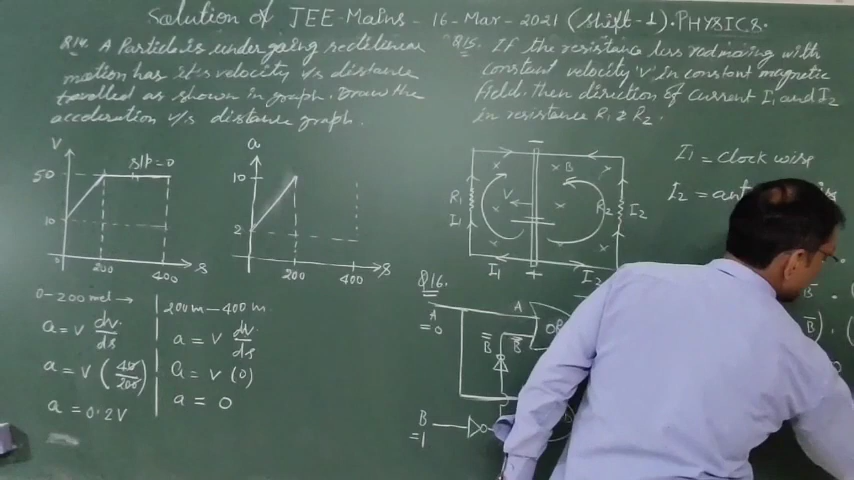 Solution of JEE-Mains - 16-Mar-2021 (Shift-1). PHYSICS.
Q14. A Particle is undergoing rectilinear
motion has it's velocity v/s distance
travelled as shown in graph. Draw the
acceleration v/s distance graph.
V
50
slp=0
10
200
400
s
a
10
2
200
400
s
0-200 met →
a = V dv/ds
a = V (40/200)
a = 0.2V
200m-400m
a = V dv/ds
a = V (0)
a = 0
Q15. If the resistance less rod moving with
constant velocity 'V' in constant magnetic
field. Then direction of current I1 and I2
in resistance R1 & R2.
R1
I1
V
x B
R2
I2
I1
I2
I1 = clock wise
I2 =
Q16.
A
=0
A
B̅
B̅
B
=1